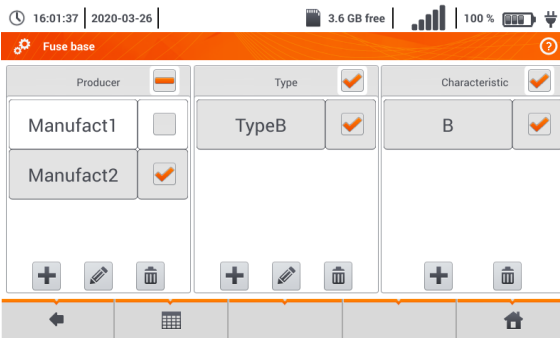 16:01:37 2020-03-26 3.6 GB free 100 %
Fuse base ?
Producer Type Characteristic
Manufact1 TypeB B
Manufact2